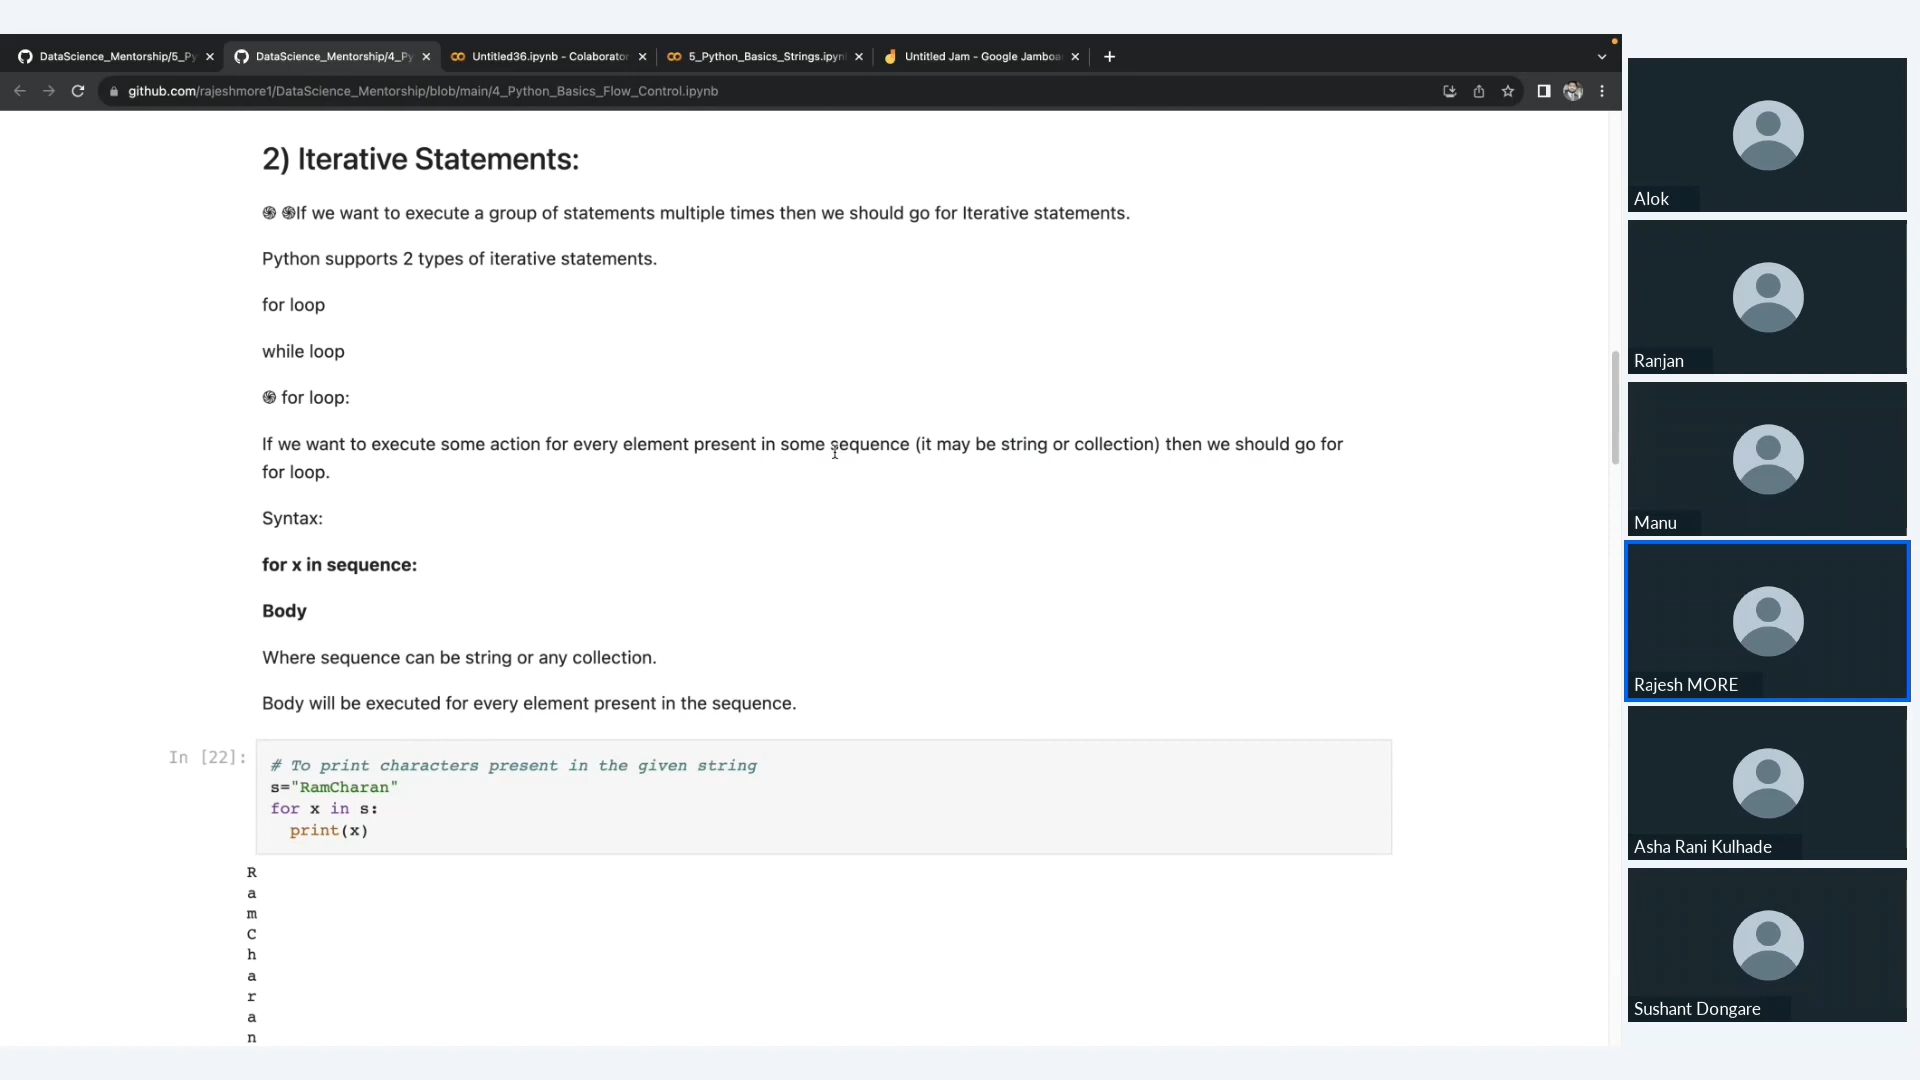 DataScience_Mentorship/5_Py
DataScience_Mentorship/4_Py
Untitled36.ipynb - Colaborator
5_Python_Basics_Strings.ipyn
Untitled Jam - Google Jamboa
github.com/rajeshmore1/DataScience_Mentorship/blob/main/4_Python_Basics_Flow_Control.ipynb
2) Iterative Statements:
֍ ֍If we want to execute a group of statements multiple times then we should go for Iterative statements.
Python supports 2 types of iterative statements.
for loop
while loop
֍ for loop:
If we want to execute some action for every element present in some sequence (it may be string or collection) then we should go for
for loop.
Syntax:
for x in sequence:
Body
Where sequence can be string or any collection.
Body will be executed for every element present in the sequence.
In [22]:
# To print characters present in the given string
s="RamCharan"
for x in s:
  print(x)
R
a
m
C
h
a
r
a
n
Alok
Ranjan
Manu
Rajesh MORE
Asha Rani Kulhade
Sushant Dongare